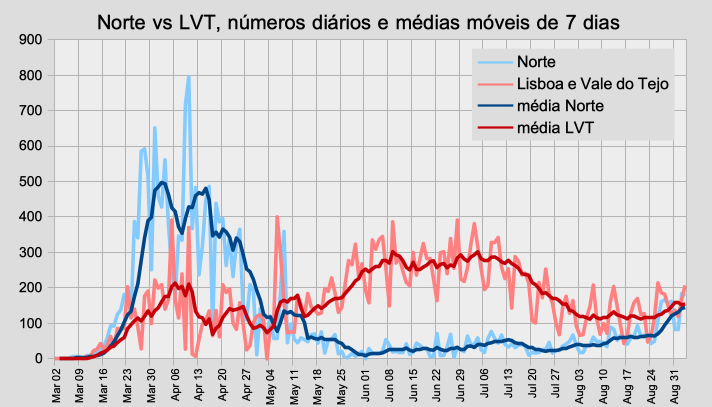 Norte vs LVT, números diários e médias móveis de 7 dias
900
800
700
600
500
400
300
200
100
0
Norte
Lisboa e Vale do Tejo
média Norte
média LVT
Mar 02
Mar 09
Mar 16
Mar 23
Mar 30
Apr 06
Apr 13
Apr 20
Apr 27
May 04
May 11
May 18
May 25
Jun 01
Jun 08
Jun 15
Jun 22
Jun 29
Jul 06
Jul 13
Jul 20
Jul 27
Aug 03
Aug 10
Aug 17
Aug 24
Aug 31